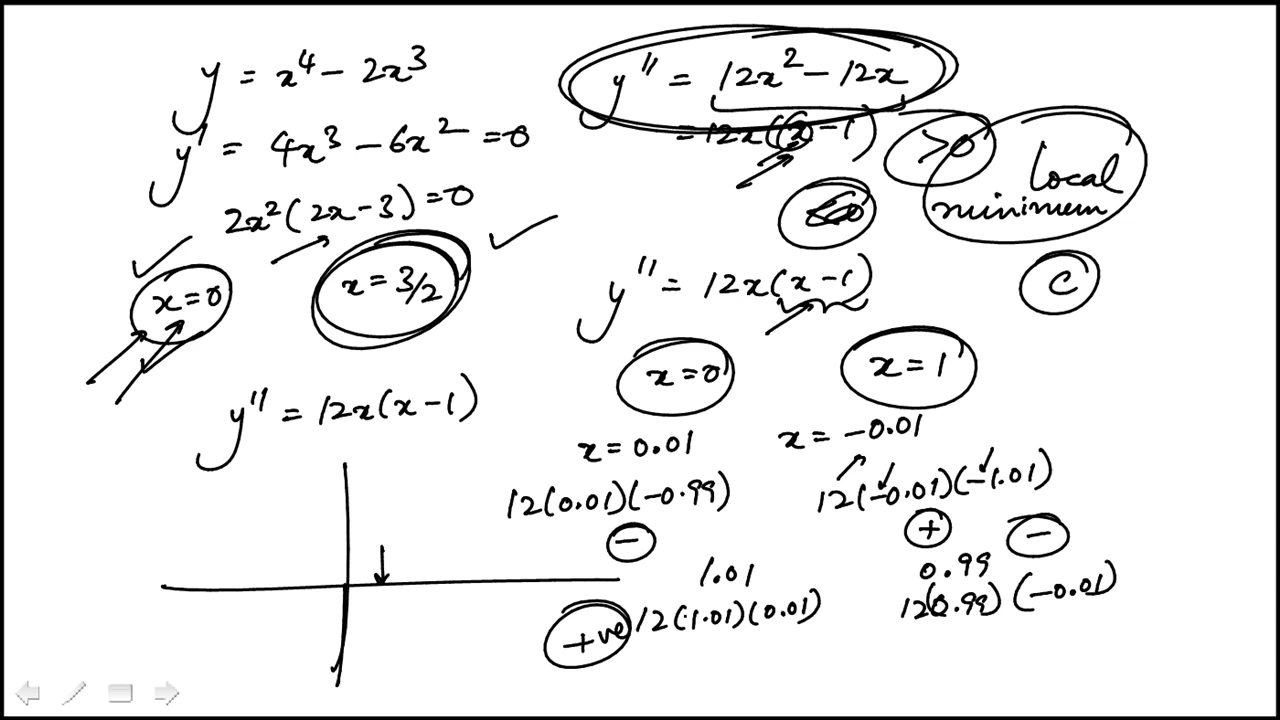 y = x⁴ − 2x³
y' = 4x³ − 6x² = 0
2x²(2x − 3) = 0
x = 0
x = 3/2
y'' = 12x(x − 1)
y'' = 12x² − 12x
= 12x(x − 1)
>0
local
minimum
y'' = 12x(x − 1)
c
x = 0
x = 1
x = 0.01
x = −0.01
12(0.01)(−0.99)
12(−0.01)(−1.01)
−
+
−
1.01
0.99
+ve
12(1.01)(0.01)
12(0.99)(−0.01)